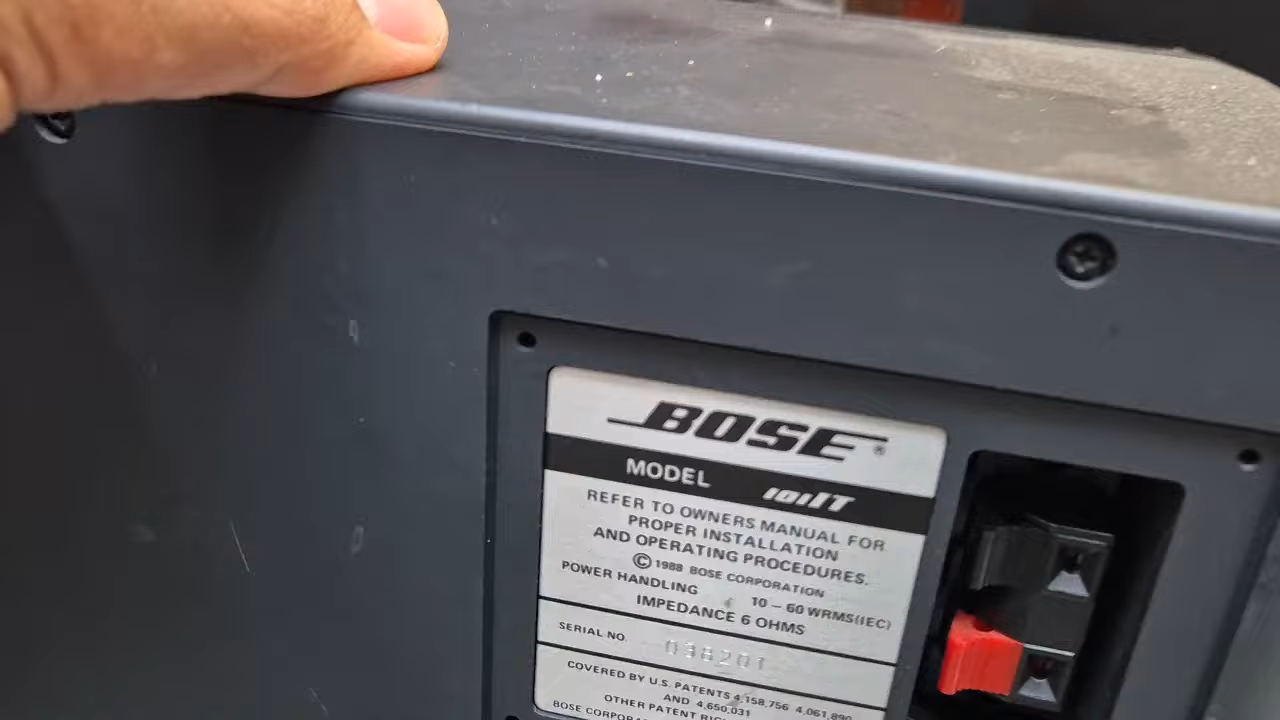 BOSE®
MODEL 101IT
REFER TO OWNERS MANUAL FOR
PROPER INSTALLATION
AND OPERATING PROCEDURES.
© 1988 BOSE CORPORATION
POWER HANDLING 10 – 60 WRMS(IEC)
IMPEDANCE 6 OHMS
SERIAL NO. 038201
COVERED BY U.S. PATENTS 4,158,756 4,061,890
AND 4,650,031
OTHER PATENT
BOSE